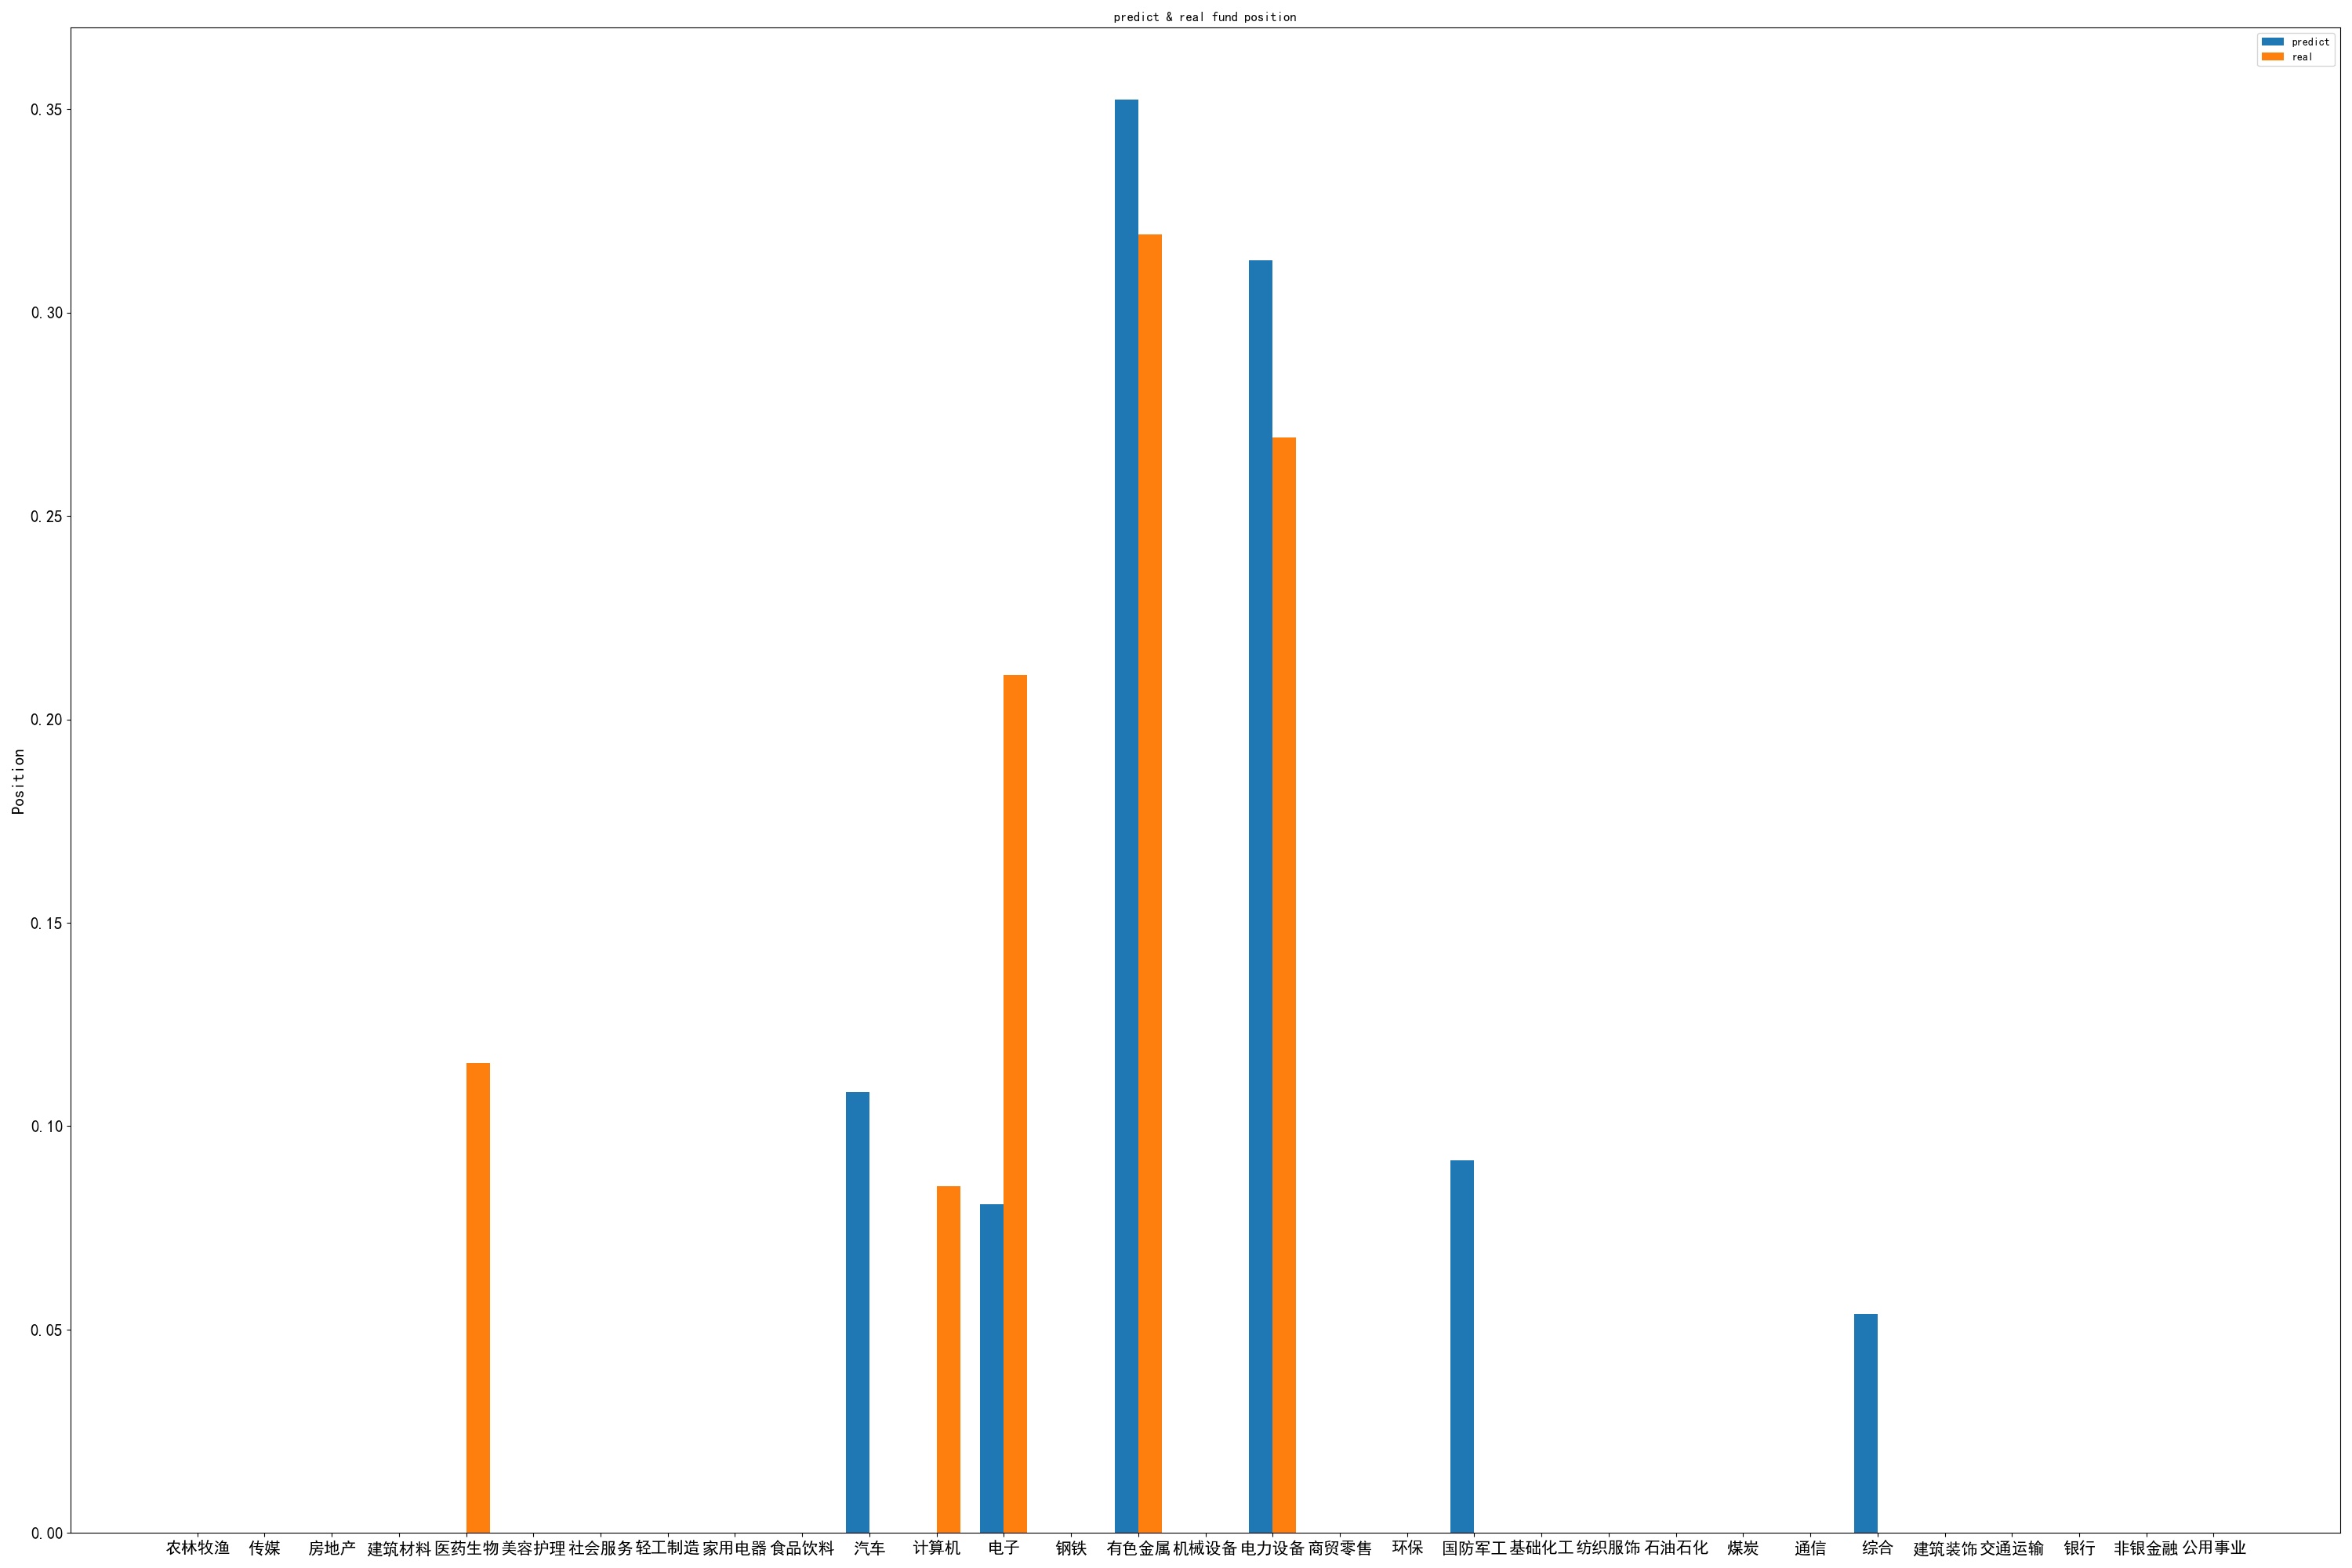 predict & real fund position
predict
real
0.35
0.30
0.25
0.20
0.15
0.10
0.05
0.00
Position
农林牧渔 传媒 房地产 建筑材料 医药生物 美容护理 社会服务 轻工制造 家用电器 食品饮料 汽车 计算机 电子 钢铁 有色金属 机械设备 电力设备 商贸零售 环保 国防军工 基础化工 纺织服饰 石油石化 煤炭 通信 综合 建筑装饰 交通运输 银行 非银金融 公用事业